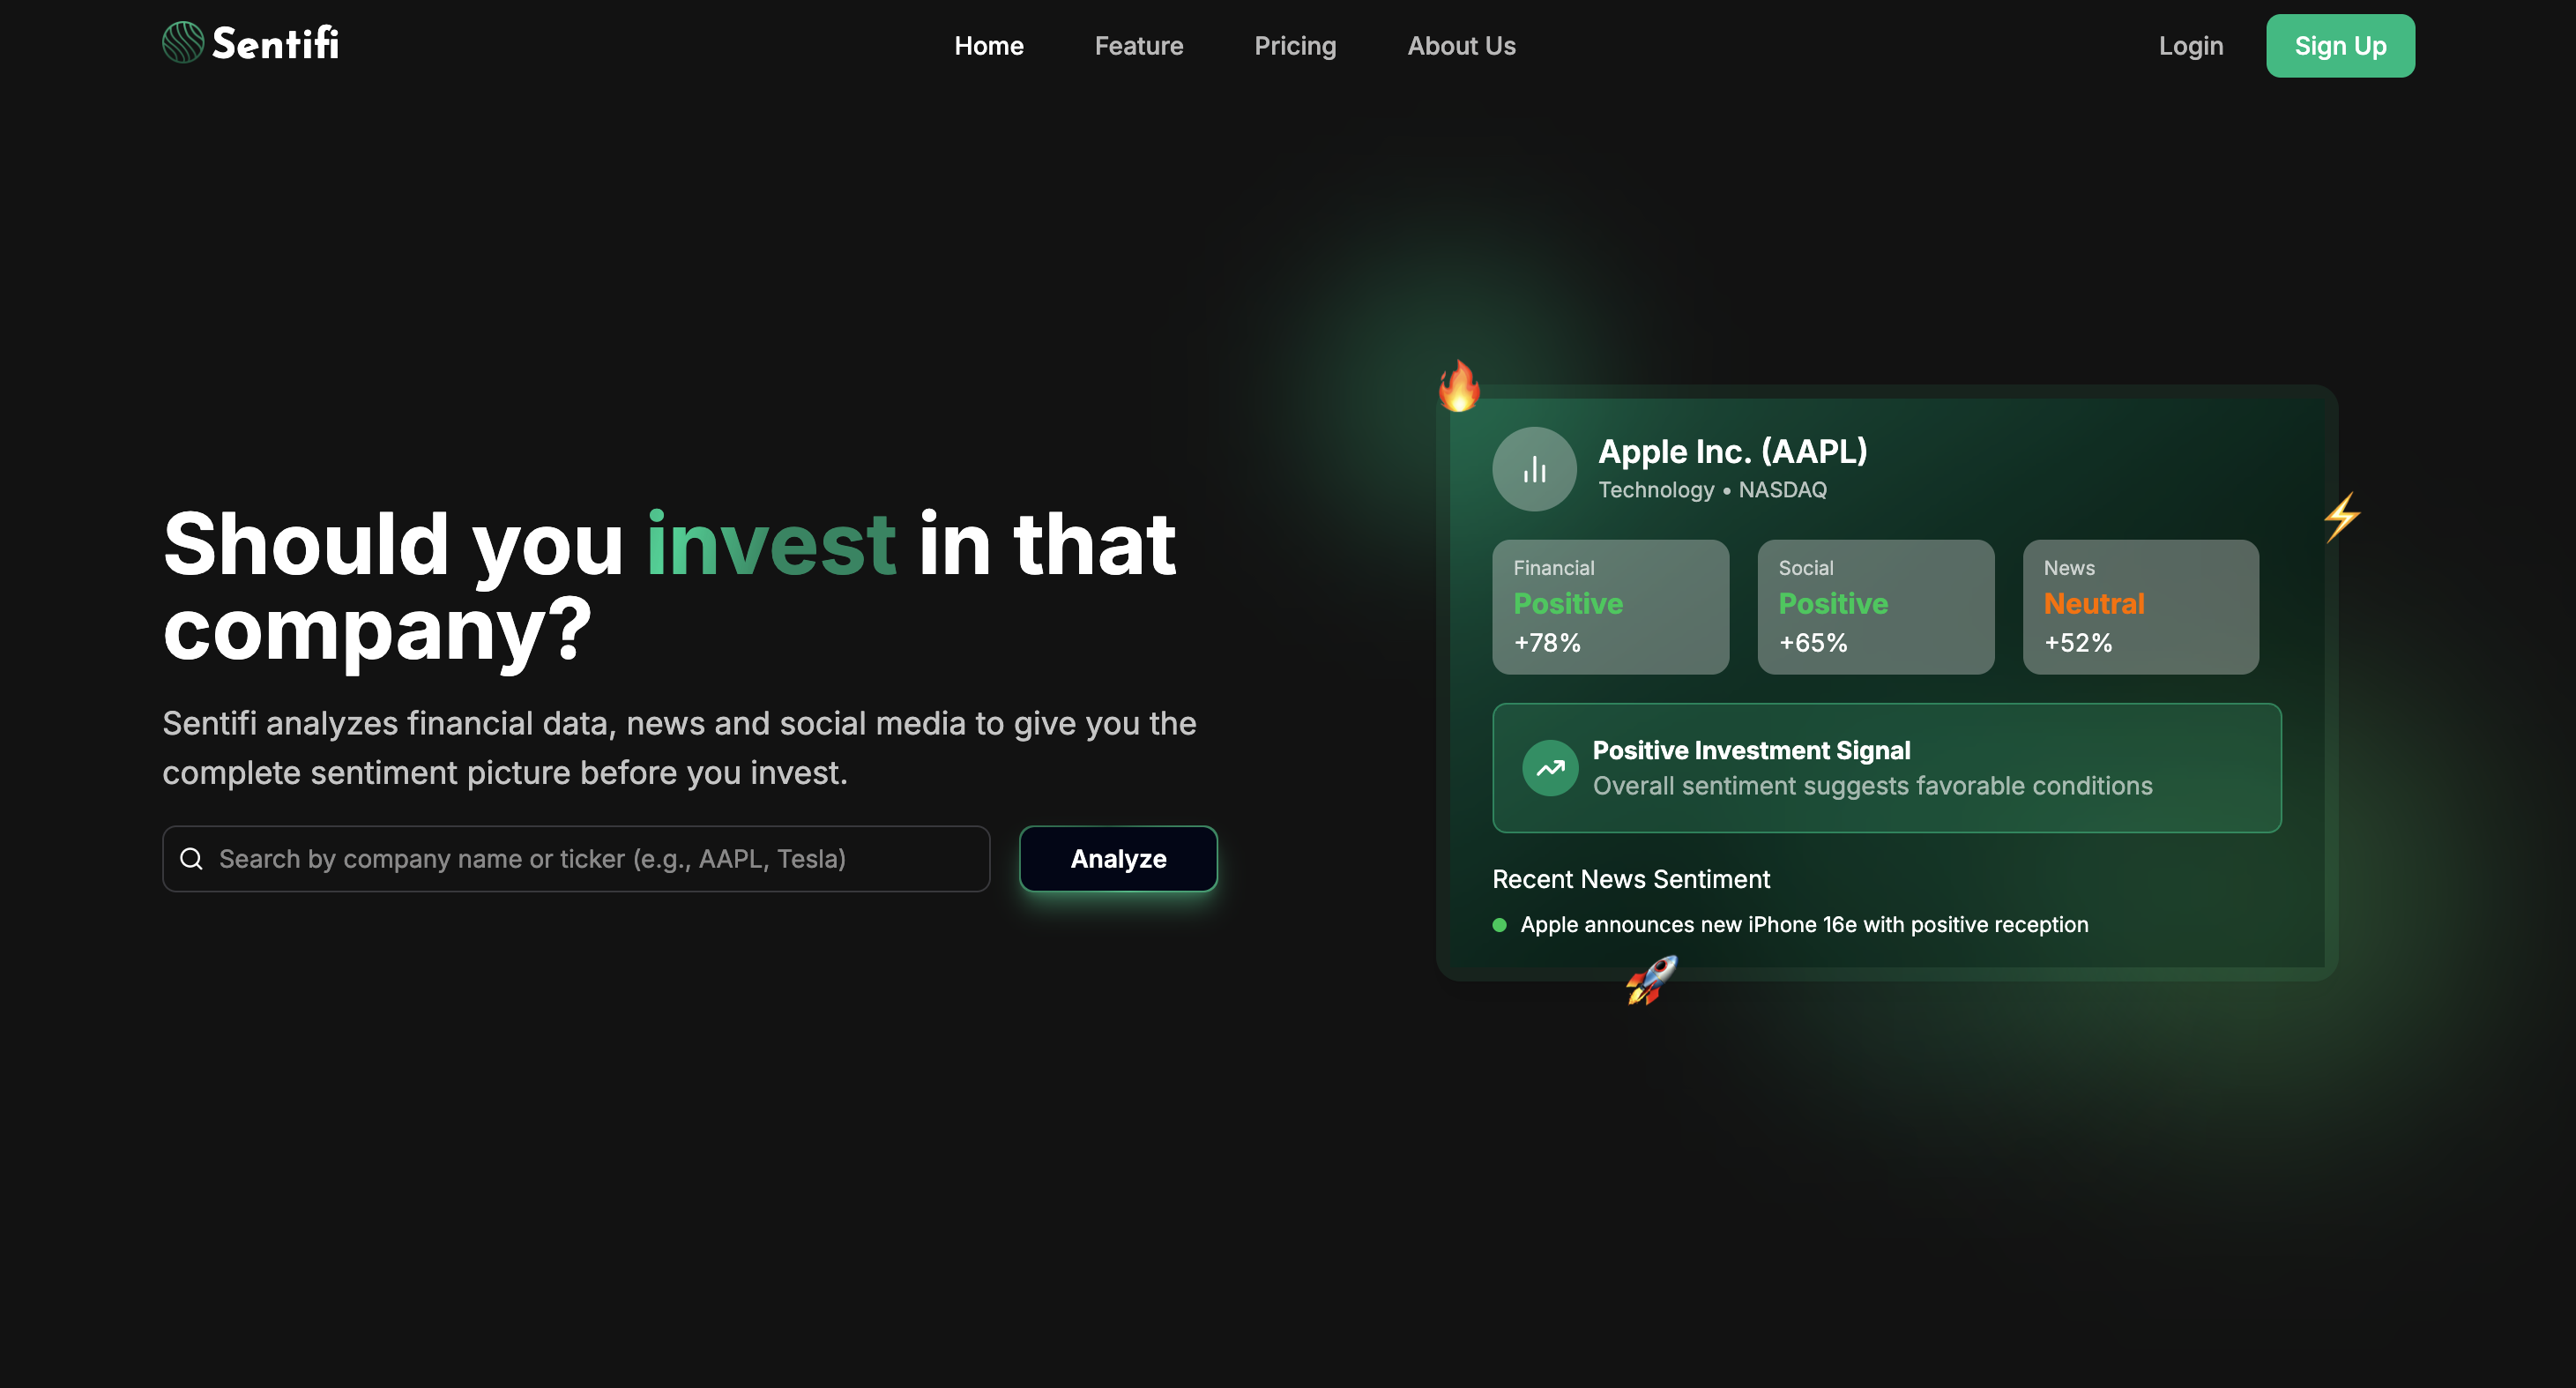 Sentifi
Home
Feature
Pricing
About Us
Login
Sign Up
Should you invest in that
company?
Sentifi analyzes financial data, news and social media to give you the
complete sentiment picture before you invest.
Search by company name or ticker (e.g., AAPL, Tesla)
Analyze
Apple Inc. (AAPL)
Technology • NASDAQ
Financial
Positive
+78%
Social
Positive
+65%
News
Neutral
+52%
Positive Investment Signal
Overall sentiment suggests favorable conditions
Recent News Sentiment
Apple announces new iPhone 16e with positive reception